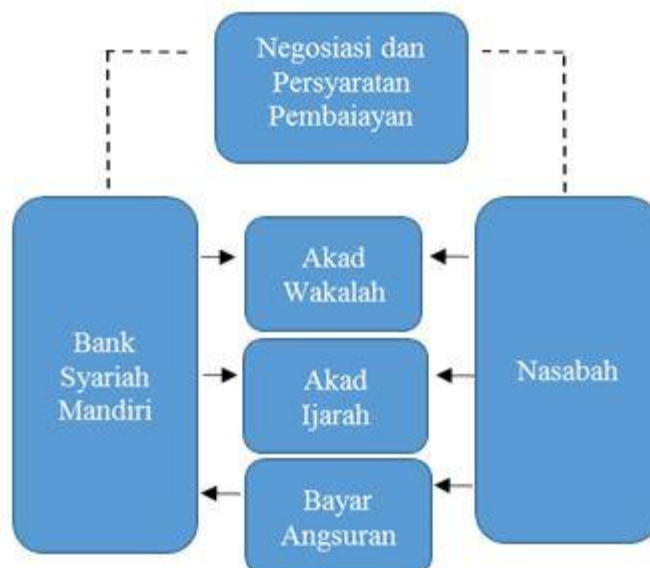 Negosiasi dan
Persyaratan
Pembaiayan
Akad
Wakalah
Bank
Syariah
Mandiri
Akad
Ijarah
Nasabah
Bayar
Angsuran